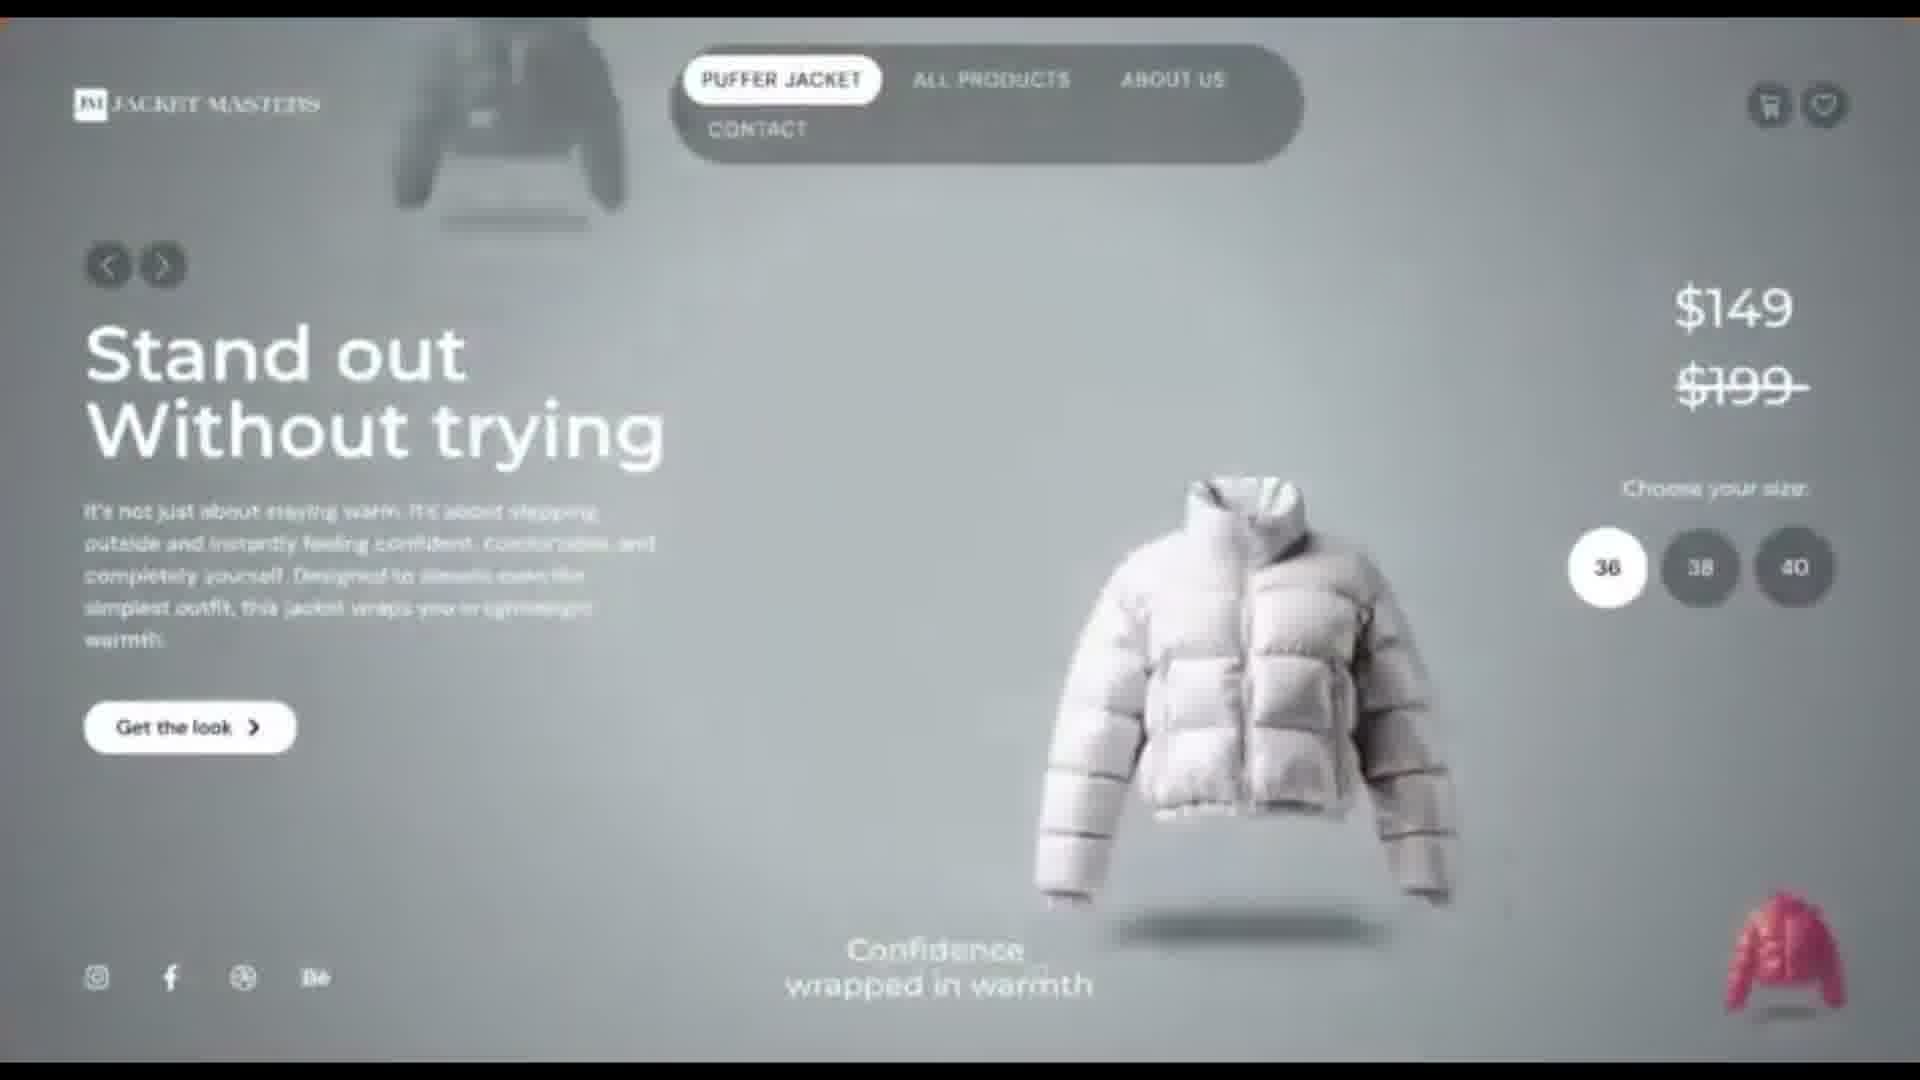 JM JACKET MASTERS
PUFFER JACKET ALL PRODUCTS ABOUT US
CONTACT
Stand out
Without trying
It's not just about staying warm. It's about stepping
outside and instantly feeling confident, comfortable, and
completely yourself. Designed to elevate even the
simplest outfit, this jacket wraps you in lightweight
warmth.
Get the look
$149
$199
Choose your size:
36 38 40
Confidence
wrapped in warmth
Bē